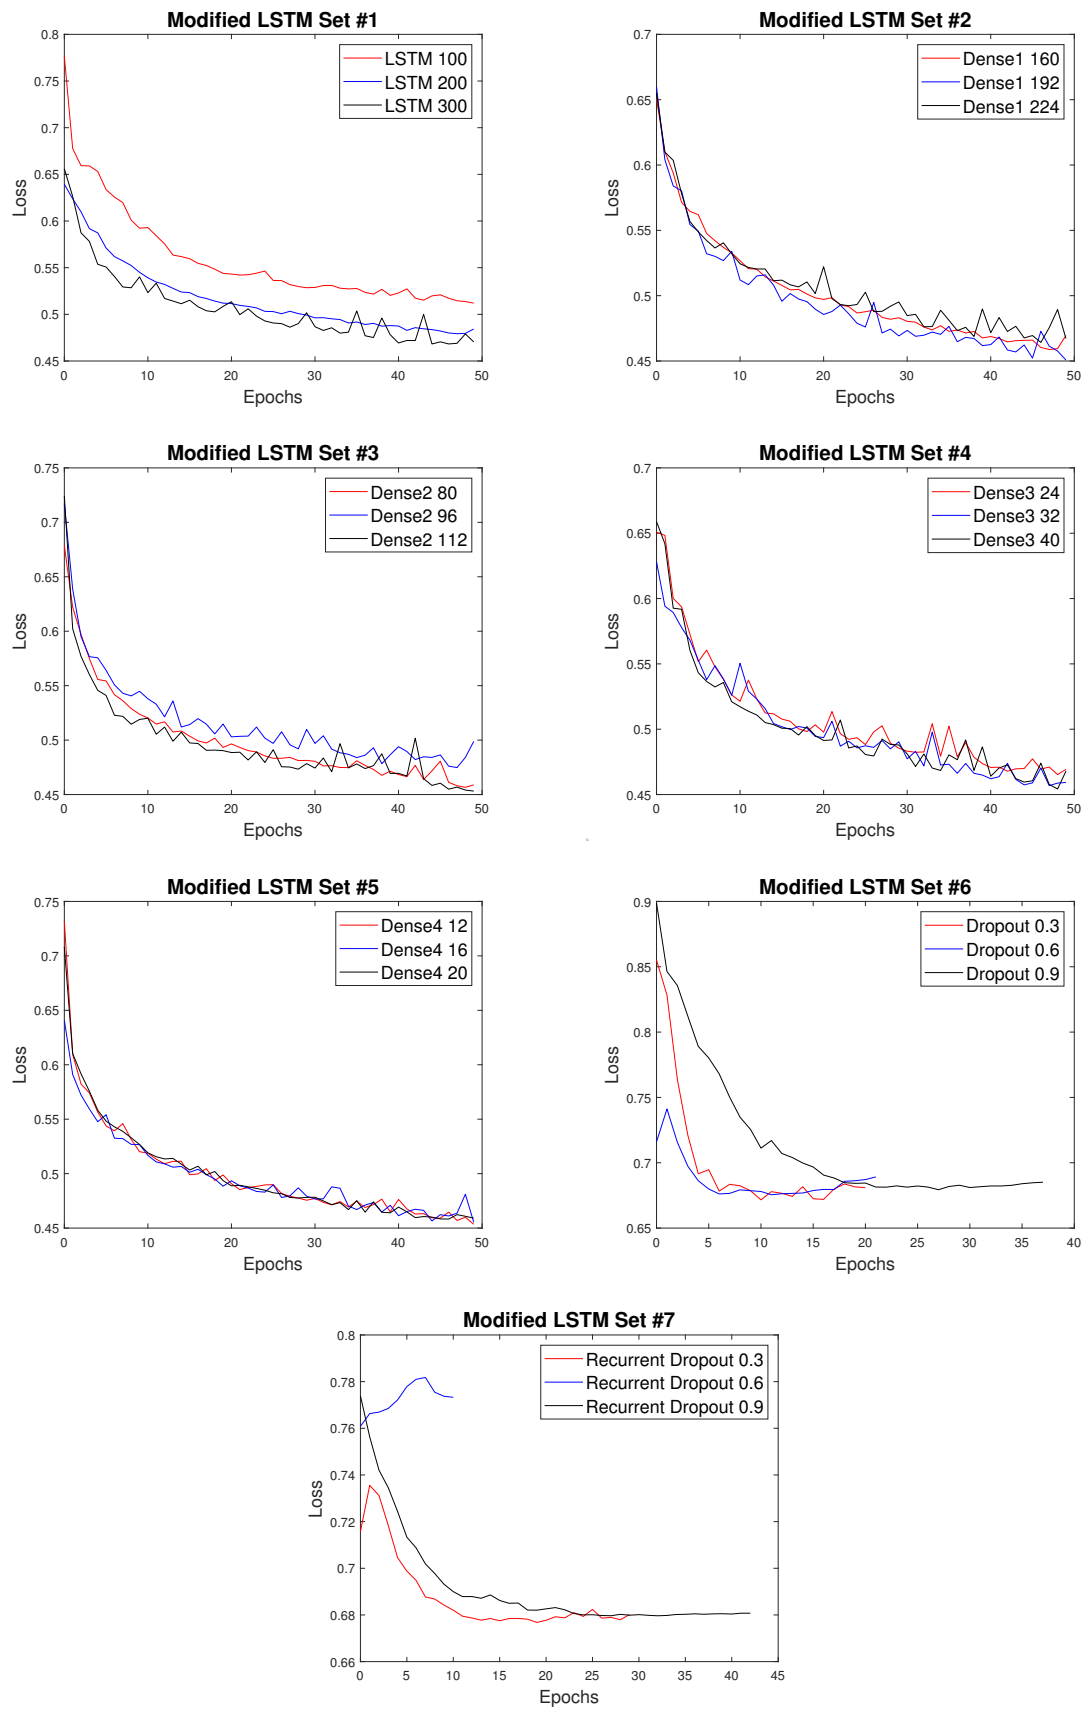 Modified LSTM Set #1
0.8
0.75
0.7
0.65
0.6
0.55
0.5
0.45
Loss
LSTM 100
LSTM 200
LSTM 300
0 10 20 30 40 50
Epochs
Modified LSTM Set #2
0.7
0.65
0.6
0.55
0.5
0.45
Loss
Dense1 160
Dense1 192
Dense1 224
0 10 20 30 40 50
Epochs
Modified LSTM Set #3
0.75
0.7
0.65
0.6
0.55
0.5
0.45
Loss
Dense2 80
Dense2 96
Dense2 112
0 10 20 30 40 50
Epochs
Modified LSTM Set #4
0.7
0.65
0.6
0.55
0.5
0.45
Loss
Dense3 24
Dense3 32
Dense3 40
0 10 20 30 40 50
Epochs
Modified LSTM Set #5
0.75
0.7
0.65
0.6
0.55
0.5
0.45
Loss
Dense4 12
Dense4 16
Dense4 20
0 10 20 30 40 50
Epochs
Modified LSTM Set #6
0.9
0.85
0.8
0.75
0.7
0.65
Loss
Dropout 0.3
Dropout 0.6
Dropout 0.9
0 5 10 15 20 25 30 35 40
Epochs
Modified LSTM Set #7
0.8
0.78
0.76
0.74
0.72
0.7
0.68
0.66
Loss
Recurrent Dropout 0.3
Recurrent Dropout 0.6
Recurrent Dropout 0.9
0 5 10 15 20 25 30 35 40 45
Epochs